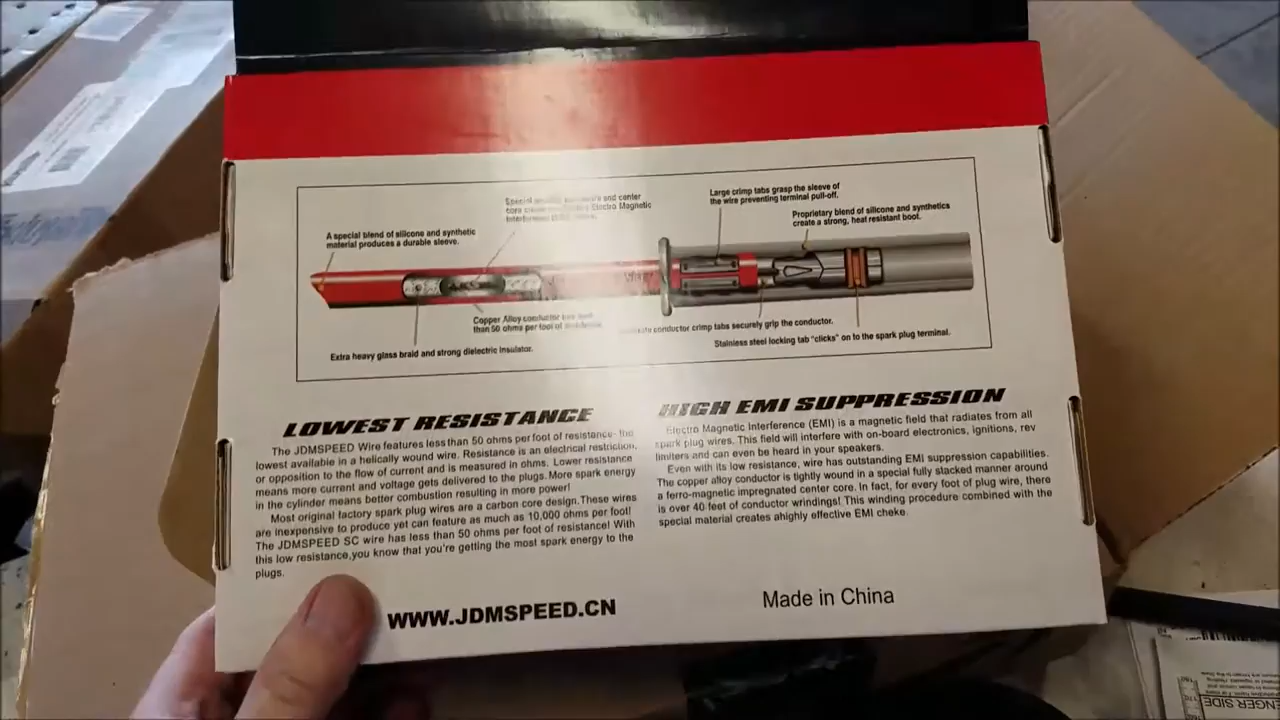 A special blend of silicone and synthetic
material produces a durable sleeve.
and center
Electro Magnetic
Large crimp tabs grasp the sleeve of
the wire preventing terminal pull-off.
Proprietary blend of silicone and synthetics
create a strong, heat resistant boot.
Copper Alloy conductor
than 50 ohms per foot of
conductor crimp tabs securely grip the conductor.
Extra heavy glass braid and strong dielectric insulator.
Stainless steel locking tab "clicks" on to the spark plug terminal.
LOWEST RESISTANCE
The JDMSPEED Wire features less than 50 ohms per foot of resistance- the
lowest available in a helically wound wire. Resistance is an electrical restriction,
or opposition to the flow of current and is measured in ohms. Lower resistance
means more current and voltage gets delivered to the plugs. More spark energy
in the cylinder means better combustion resulting in more power!
Most original factory spark plug wires are a carbon core design.These wires
are inexpensive to produce yet can feature as much as 10,000 ohms per foot!
The JDMSPEED SC wire has less than 50 ohms per foot of resistance! With
this low resistance,you know that you're getting the most spark energy to the
plugs.
HIGH EMI SUPPRESSION
Electro Magnetic Interference (EMI) is a magnetic field that radiates from all
spark plug wires. This field will interfere with on-board electronics, ignitions, rev
limiters and can even be heard in your speakers.
Even with its low resistance, wire has outstanding EMI suppression capabilities.
The copper alloy conductor is tightly wound in a special fully stacked manner around
a ferro-magnetic impregnated center core. In fact, for every foot of plug wire, there
is over 40 feet of conductor wrindings! This winding procedure combined with the
special material creates ahighly effective EMI cheke.
WWW.JDMSPEED.CN
Made in China
ENGER SIDE